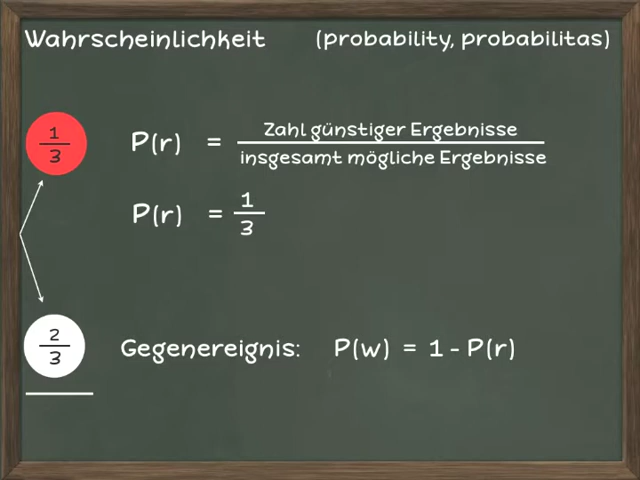 Wahrscheinlichkeit (probability, probabilitas)
1/3
P(r) = Zahl günstiger Ergebnisse
insgesamt mögliche Ergebnisse
P(r) = 1/3
2/3
Gegenereignis: P(w) = 1 - P(r)